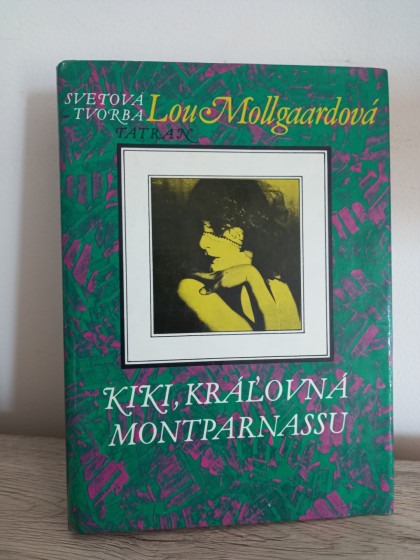 SVETOVÁ
TVORBA
TATRAN
Lou Mollgaardová
KIKI, KRÁĽOVNÁ
MONTPARNASSU